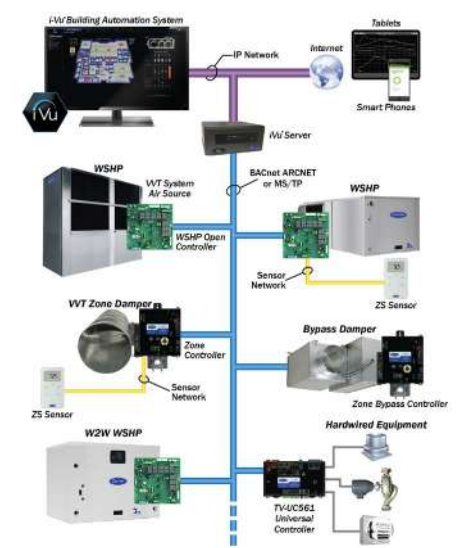 i-Vu® Building Automation System
Tablets
Internet
IP Network
i-Vu
Smart Phones
i-Vu® Server
BACnet ARCNET
or MS/TP
WSHP
VVT System
Air Source
WSHP
WSHP Open
Controller
Sensor
Network
ZS Sensor
VVT Zone Damper
Bypass Damper
Zone
Controller
Sensor
Network
ZS Sensor
Zone Bypass Controller
W2W WSHP
Hardwired Equipment
TV-UC561
Universal
Controller